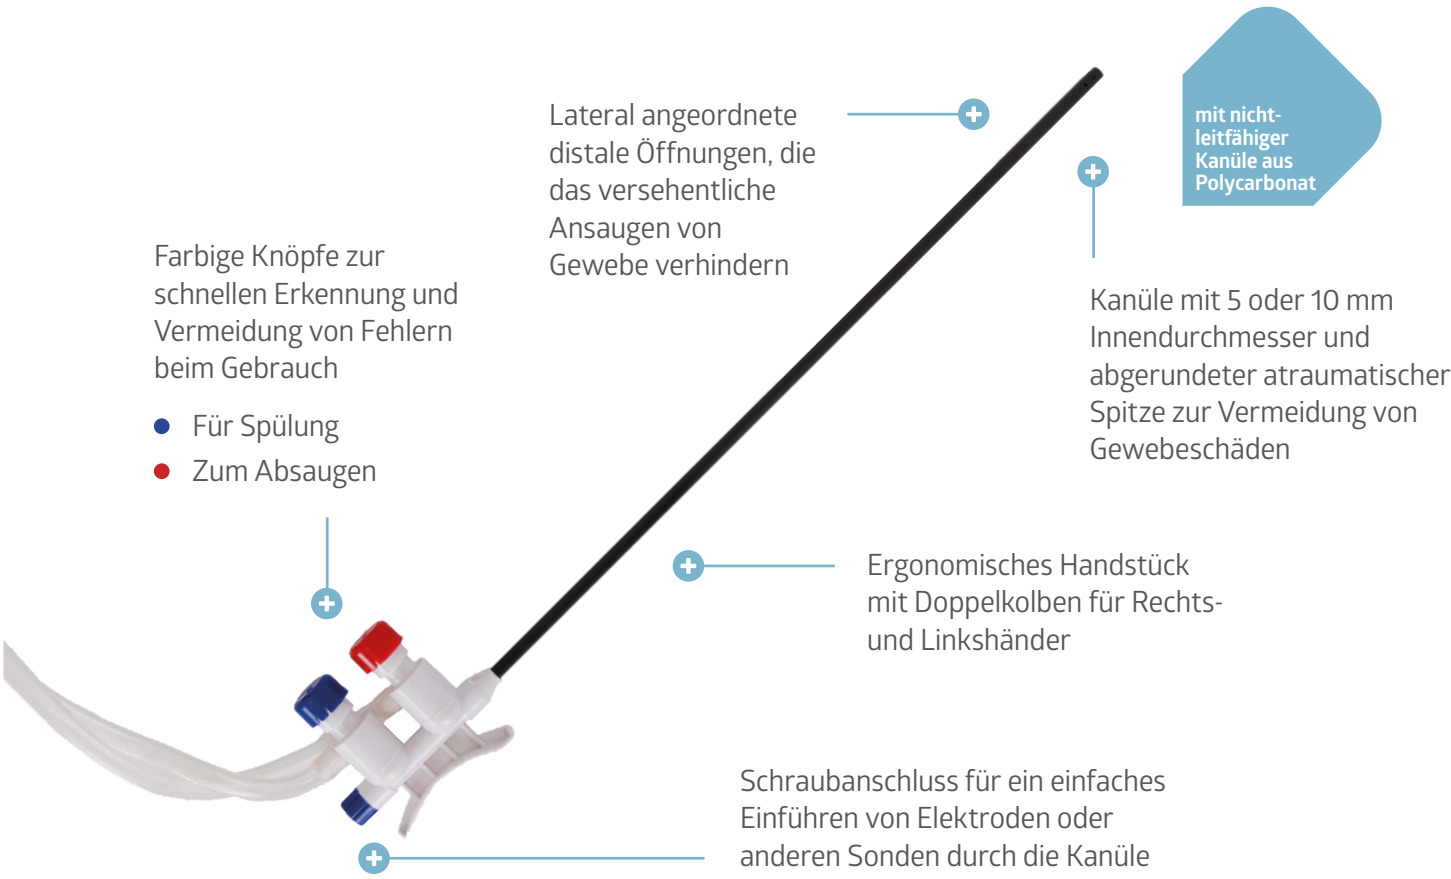 Lateral angeordnete
distale Öffnungen, die
das versehentliche
Ansaugen von
Gewebe verhindern
mit nicht-
leitfähiger
Kanüle aus
Polycarbonat
Farbige Knöpfe zur
schnellen Erkennung und
Vermeidung von Fehlern
beim Gebrauch
Für Spülung
Zum Absaugen
Kanüle mit 5 oder 10 mm
Innendurchmesser und
abgerundeter atraumatischer
Spitze zur Vermeidung von
Gewebeschäden
Ergonomisches Handstück
mit Doppelkolben für Rechts-
und Linkshänder
Schraubanschluss für ein einfaches
Einführen von Elektroden oder
anderen Sonden durch die Kanüle